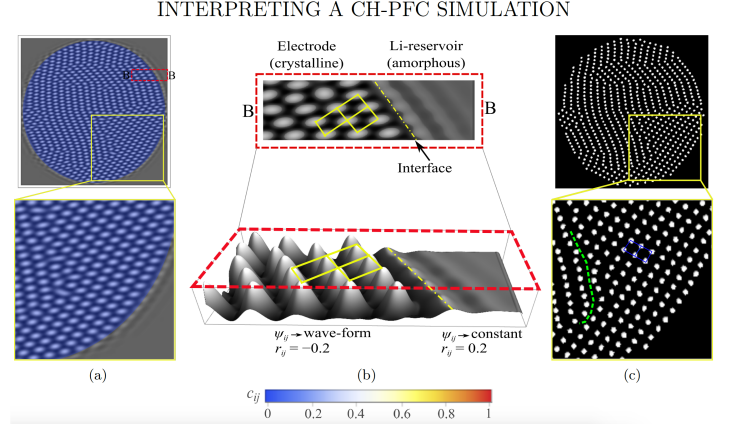 INTERPRETING A CH-PFC SIMULATION
Electrode
(crystalline)
Li-reservoir
(amorphous)
B
B
B
B
Interface
ψij → wave-form
rij = −0.2
ψij → constant
rij = 0.2
(a)
(b)
(c)
cij
0 0.2 0.4 0.6 0.8 1